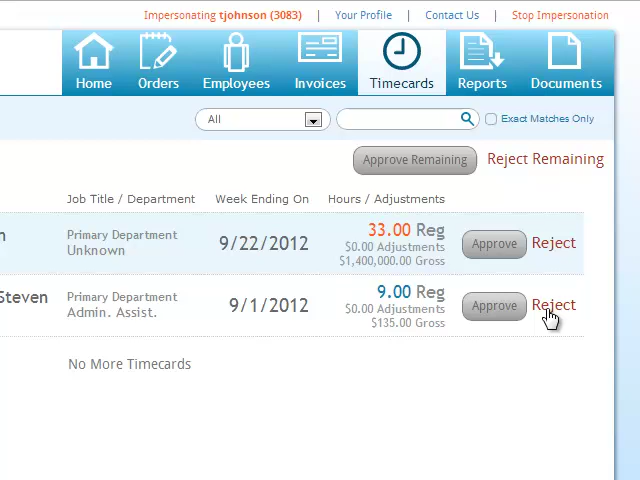 Impersonating tjohnson (3083) | Your Profile | Contact Us | Stop Impersonation
Home Orders Employees Invoices Timecards Reports Documents
All Exact Matches Only
Approve Remaining Reject Remaining
Job Title / Department Week Ending On Hours / Adjustments
Primary Department
Unknown
9/22/2012
33.00 Reg
$0.00 Adjustments
$1,400,000.00 Gross
Approve Reject
Steven
Primary Department
Admin. Assist.
9/1/2012
9.00 Reg
$0.00 Adjustments
$135.00 Gross
Approve Reject
No More Timecards